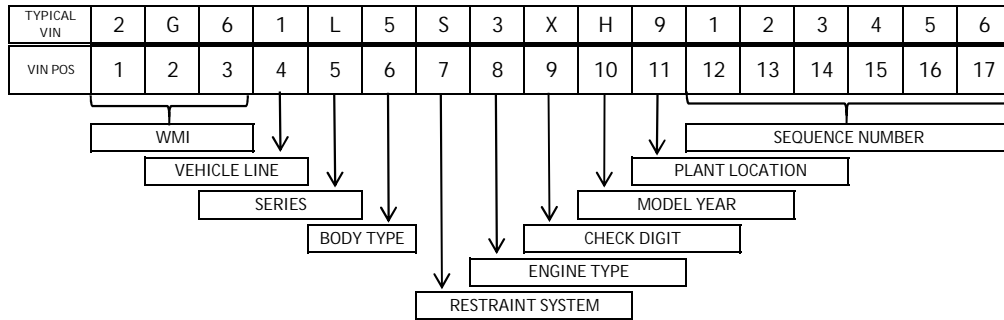 TYPICAL VIN 2 G 6 1 L 5 S 3 X H 9 1 2 3 4 5 6
VIN POS 1 2 3 4 5 6 7 8 9 10 11 12 13 14 15 16 17
WMI SEQUENCE NUMBER
VEHICLE LINE PLANT LOCATION
SERIES MODEL YEAR
BODY TYPE CHECK DIGIT
ENGINE TYPE
RESTRAINT SYSTEM